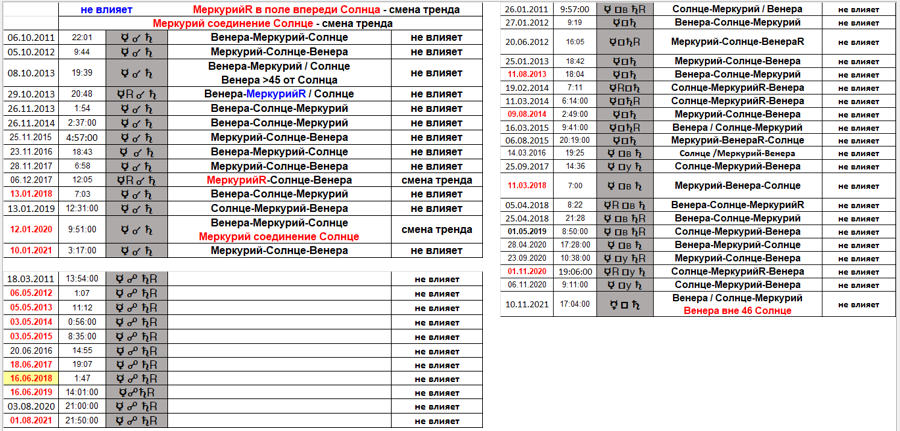 не влияет МеркурийR в поле впереди Солнца - смена тренда
Меркурий соединение Солнце - смена тренда
06.10.2011 22:01 ☿ ☌ ♄ Венера-Меркурий-Солнце не влияет
05.10.2012 9:44 ☿ ☌ ♄ Венера-Меркурий-Солнце не влияет
08.10.2013 19:39 ☿ ☌ ♄ Венера-Меркурий / Солнце не влияет
Венера >45 от Солнца
29.10.2013 20:48 ☿R ☌ ♄ Венера-МеркурийR / Солнце не влияет
26.11.2013 1:54 ☿ ☌ ♄ Венера-Солнце-Меркурий не влияет
26.11.2014 2:37:00 ☿ ☌ ♄ Венера-Солнце-Меркурий не влияет
25.11.2015 4:57:00 ☿ ☌ ♄ Меркурий-Солнце-Венера не влияет
23.11.2016 18:43 ☿ ☌ ♄ Солнце-Меркурий-Венера не влияет
28.11.2017 6:58 ☿ ☌ ♄ Меркурий-Солнце-Венера не влияет
06.12.2017 12:05 ☿R ☌ ♄ МеркурийR-Солнце-Венера смена тренда
13.01.2018 7:03 ☿ ☌ ♄ Венера-Солнце-Меркурий не влияет
13.01.2019 12:31:00 ☿ ☌ ♄ Солнце-Меркурий-Венера не влияет
12.01.2020 9:51:00 ☿ ☌ ♄ Венера-Меркурий-Солнце смена тренда
Меркурий соединение Солнце
10.01.2021 3:17:00 ☿ ☌ ♄ Меркурий-Солнце-Венера не влияет
18.03.2011 13:54:00 ☿ ☍ ♄R не влияет
06.05.2012 1:07 ☿ ☍ ♄R не влияет
05.05.2013 11:12 ☿ ☍ ♄R не влияет
03.05.2014 0:56:00 ☿ ☍ ♄R не влияет
03.05.2015 8:35:00 ☿ ☍ ♄R не влияет
20.06.2016 14:55 ☿ ☍ ♄R не влияет
18.06.2017 19:07 ☿ ☍ ♄R не влияет
16.06.2018 1:47 ☿ ☍ ♄R не влияет
16.06.2019 14:01:00 ☿☍ ♄R не влияет
03.08.2020 21:00:00 ☿ ☍ ♄R не влияет
01.08.2021 21:50:00 ☿ ☍ ♄R не влияет
26.01.2011 9:57:00 ☿ □в ♄R Солнце-Меркурий / Венера не влияет
27.01.2012 9:19 ☿□♄ Венера-Солнце-Меркурий не влияет
20.06.2012 16:05 ☿□♄R Меркурий-Солнце-ВенераR не влияет
25.01.2013 18:42 ☿□♄ Меркурий-Солнце-Венера не влияет
11.08.2013 18:04 ☿□♄ Венера-Солнце-Меркурий не влияет
19.02.2014 7:11 ☿R□♄ Венера-Солнце-МеркурийR не влияет
11.03.2014 6:14:00 ☿□♄R Солнце-МеркурийR-Венера не влияет
09.08.2014 2:49:00 ☿□♄ Меркурий-Солнце-Венера не влияет
16.03.2015 9:41:00 ☿□♄R Венера / Солнце-Меркурий не влияет
06.08.2015 20:19:00 ☿□♄ Меркурий-ВенераR-Солнце не влияет
14.03.2016 19:25 ☿ □в ♄ Солнце /Меркурий-Венера не влияет
25.09.2017 14:36 ☿ □у ♄ Солнце-Меркурий-Венера не влияет
11.03.2018 7:00 ☿ □в ♄ Меркурий-Венера-Солнце не влияет
05.04.2018 8:22 ☿R □в ♄ Венера-Солнце-МеркурийR не влияет
25.04.2018 21:28 ☿ □в ♄R Венера-Солнце-Меркурий не влияет
01.05.2019 8:50:00 ☿ □в ♄R Солнце-Меркурий-Венера не влияет
28.04.2020 17:28:00 ☿ □в ♄ Венера-Меркурий-Солнце не влияет
23.09.2020 10:38:00 ☿ □у ♄R Меркурий-Солнце-Венера не влияет
01.11.2020 19:06:00 ☿R □у ♄ Солнце-МеркурийR-Венера не влияет
06.11.2020 9:11:00 ☿ □у ♄ Солнце-Меркурий-Венера не влияет
10.11.2021 17:04:00 ☿ □ ♄ Венера / Солнце-Меркурий не влияет
Венера вне 46 Солнце